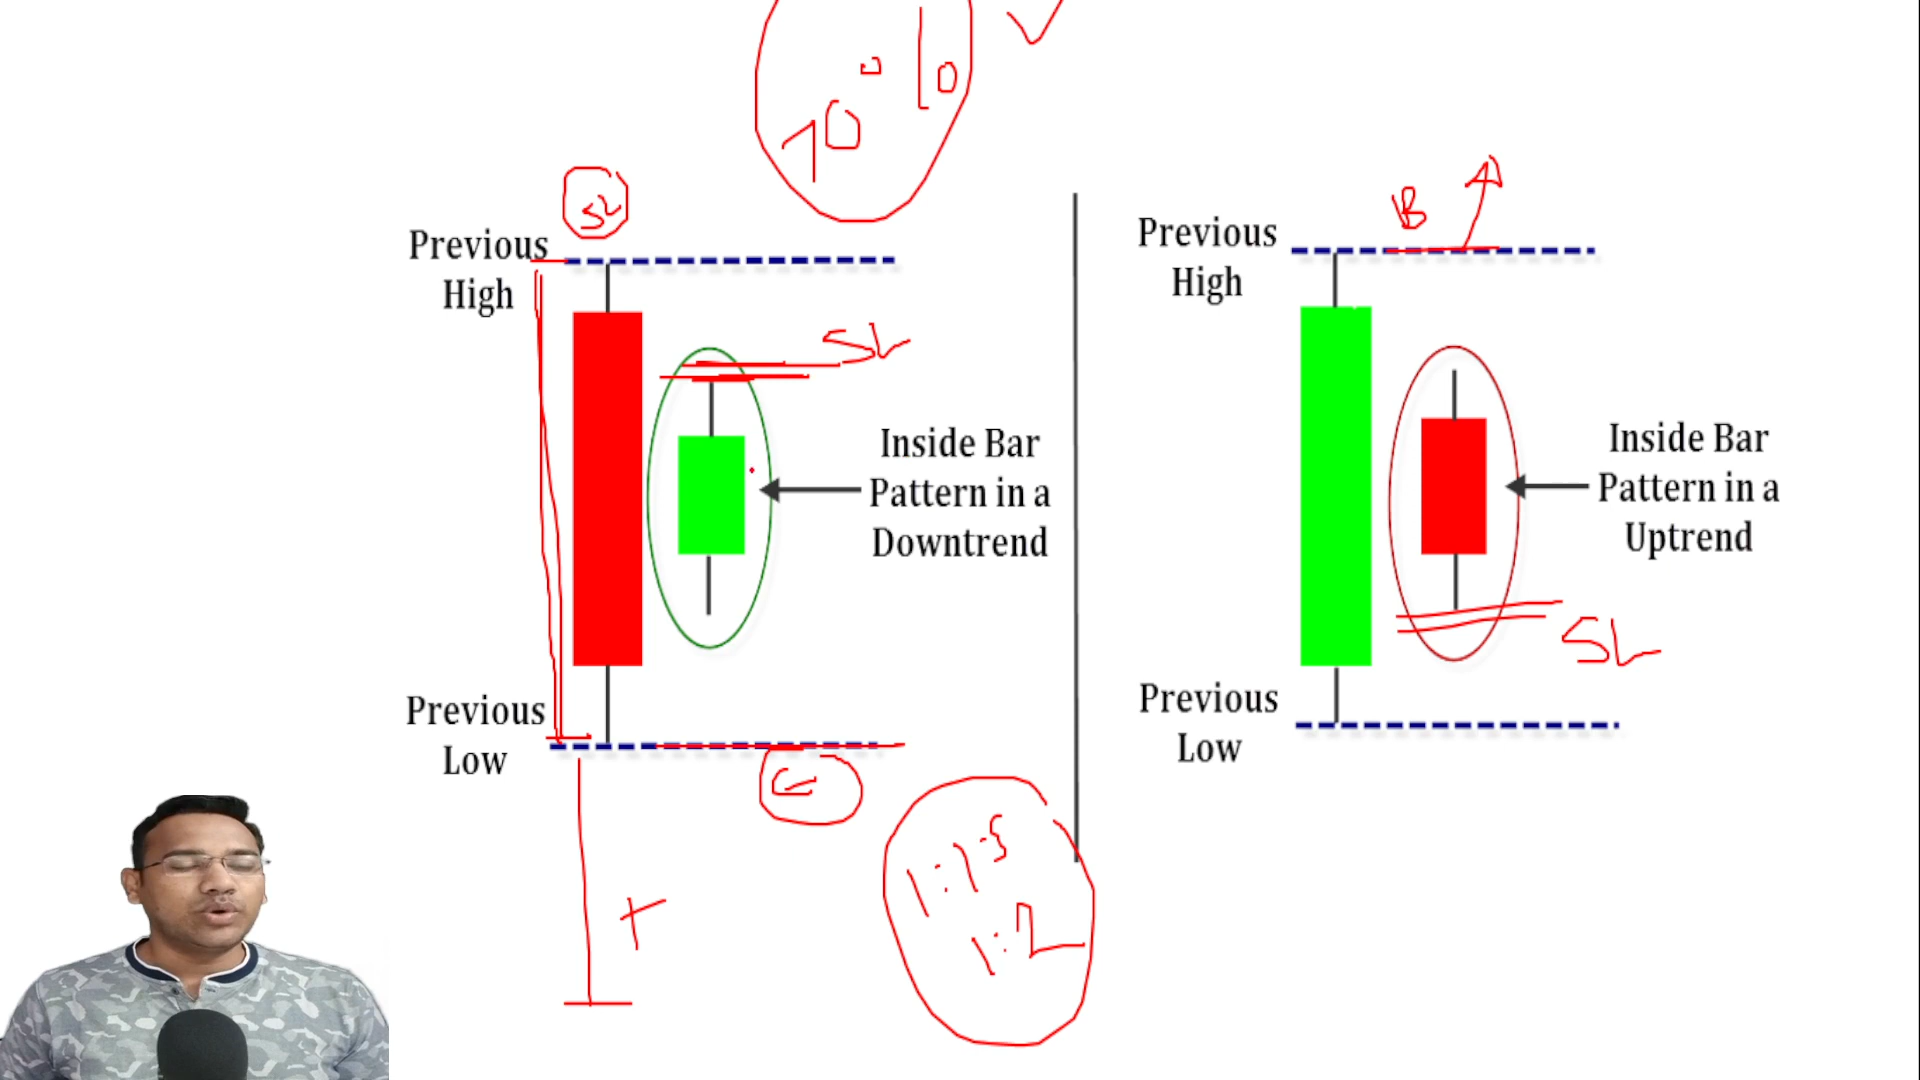 70%
SL
Previous
High
SL
Inside Bar
Pattern in a
Downtrend
Previous
Low
1:1.5
1:2
B
Previous
High
Inside Bar
Pattern in a
Uptrend
SL
Previous
Low